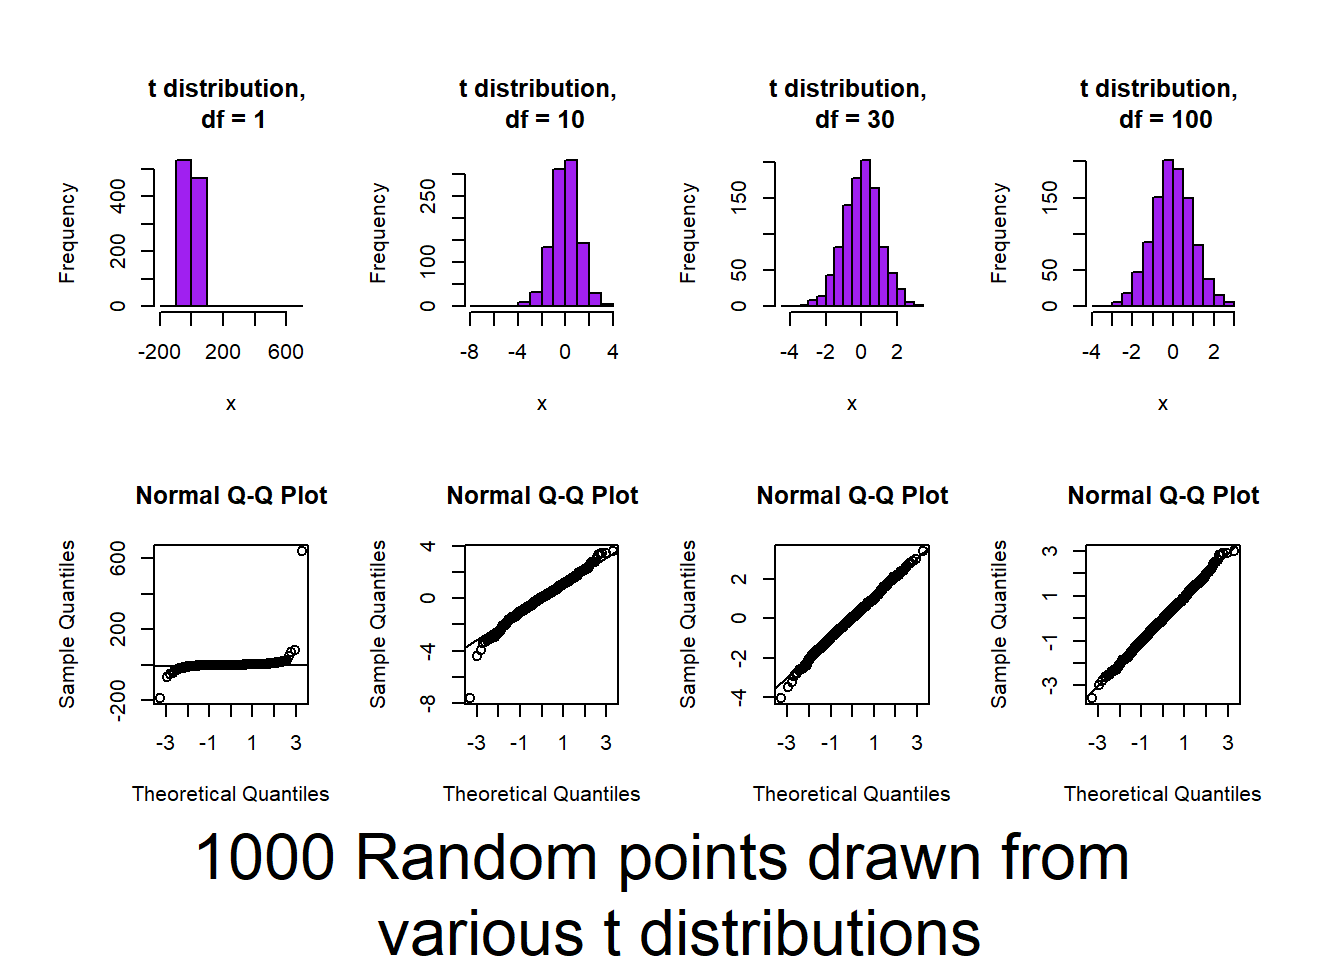 t distribution,
df = 1
t distribution,
df = 10
t distribution,
df = 30
t distribution,
df = 100
Frequency
0
200
400
-200
200
600
x
Frequency
0
100
250
-8
-4
0
4
x
Frequency
0
50
150
-4
-2
0
2
x
Frequency
0
50
150
-4
-2
0
2
x
Normal Q-Q Plot
Sample Quantiles
-200
200
600
-3
-1
1
3
Theoretical Quantiles
Normal Q-Q Plot
Sample Quantiles
-8
-4
0
4
-3
-1
1
3
Theoretical Quantiles
Normal Q-Q Plot
Sample Quantiles
-4
-2
0
2
-3
-1
1
3
Theoretical Quantiles
Normal Q-Q Plot
Sample Quantiles
-3
-1
1
3
-3
-1
1
3
Theoretical Quantiles
1000 Random points drawn from
various t distributions